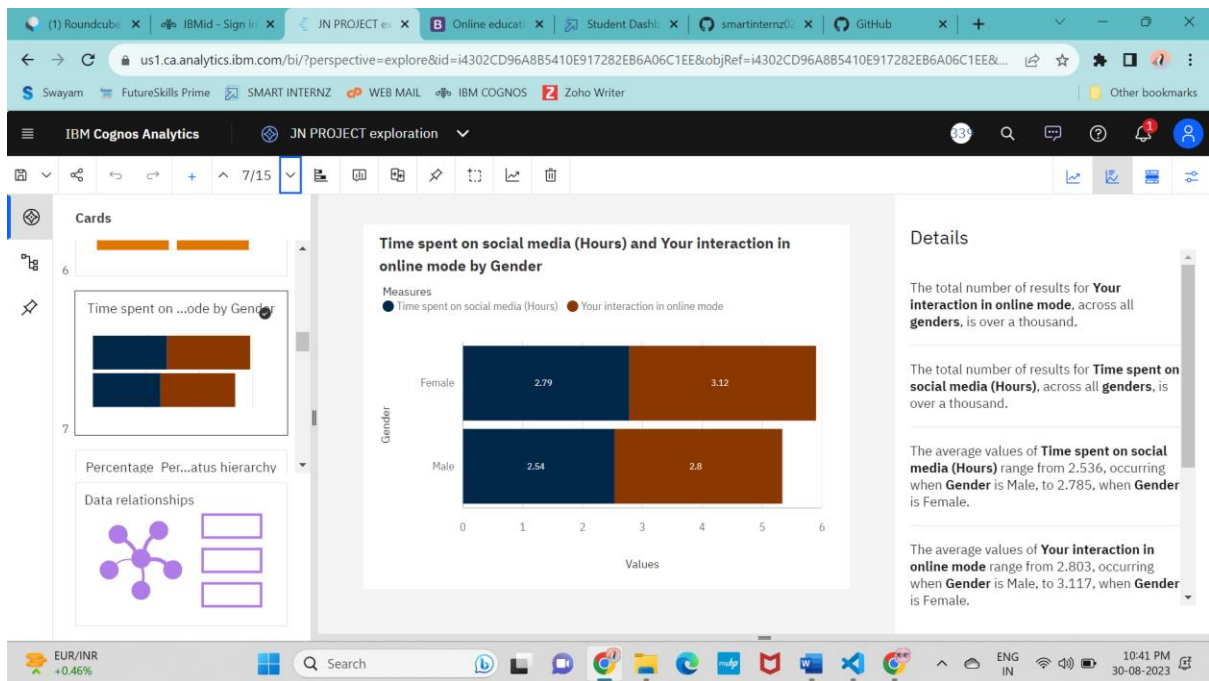 (1) Roundcube
IBMid - Sign in
JN PROJECT e
Online educati
Student Dashb
smartinternz02
GitHub
us1.ca.analytics.ibm.com/bi/?perspective=explore&id=i4302CD96A8B5410E917282EB6A06C1EE&objRef=i4302CD96A8B5410E917282EB6A06C1EE&...
Swayam
FutureSkills Prime
SMART INTERNZ
WEB MAIL
IBM COGNOS
Zoho Writer
Other bookmarks
IBM Cognos Analytics
JN PROJECT exploration
339
1
7/15
Cards
6
Time spent on ...ode by Gender
7
Percentage Per...atus hierarchy
Data relationships
Time spent on social media (Hours) and Your interaction in
online mode by Gender
Measures
Time spent on social media (Hours) Your interaction in online mode
Gender
Female 2.79 3.12
Male 2.54 2.8
0 1 2 3 4 5 6
Values
Details
The total number of results for Your
interaction in online mode, across all
genders, is over a thousand.
The total number of results for Time spent on
social media (Hours), across all genders, is
over a thousand.
The average values of Time spent on social
media (Hours) range from 2.536, occurring
when Gender is Male, to 2.785, when Gender
is Female.
The average values of Your interaction in
online mode range from 2.803, occurring
when Gender is Male, to 3.117, when Gender
is Female.
EUR/INR
+0.46%
Search
ENG
IN
10:41 PM
30-08-2023